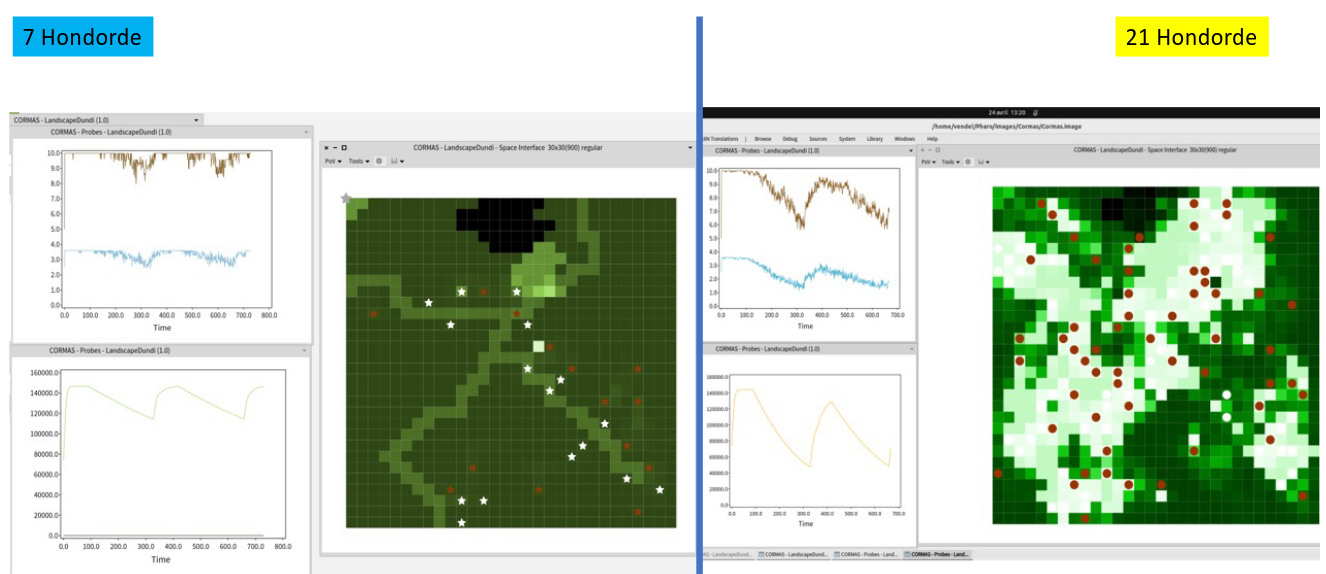 7 Hondorde
21 Hondorde
CORMAS - LandscapeDundi (1.0)
CORMAS - Probes - LandscapeDundi (1.0)
10.0
9.0
8.0
7.0
6.0
5.0
4.0
3.0
2.0
1.0
0.0
0.0 100.0 200.0 300.0 400.0 500.0 600.0 700.0 800.0
Time
CORMAS - Probes - LandscapeDundi (1.0)
160000.0
140000.0
120000.0
100000.0
80000.0
60000.0
40000.0
20000.0
0.0
0.0 100.0 200.0 300.0 400.0 500.0 600.0 700.0 800.0
Time
CORMAS - LandscapeDundi - Space Interface 30x30(900) regular
PoV Tools
24 avril 13:20
/home/vendel/Pharo/images/Cormas/Cormas.image
Translations | Browse Debug Sources System Library Windows Help
CORMAS - Probes - LandscapeDundi (1.0)
10.0
9.0
8.0
7.0
6.0
5.0
4.0
3.0
2.0
1.0
0.0
0.0 100.0 200.0 300.0 400.0 500.0 600.0 700.0
Time
CORMAS - Probes - LandscapeDundi (1.0)
160000.0
140000.0
120000.0
100000.0
80000.0
60000.0
40000.0
20000.0
0.0
0.0 100.0 200.0 300.0 400.0 500.0 600.0 700.0
Time
CORMAS - LandscapeDundi - Space Interface 30x30(900) regular
PoV Tools
- LandscapeDund... CORMAS - LandscapeDund... CORMAS - Probes - Land... CORMAS - Probes - Land...